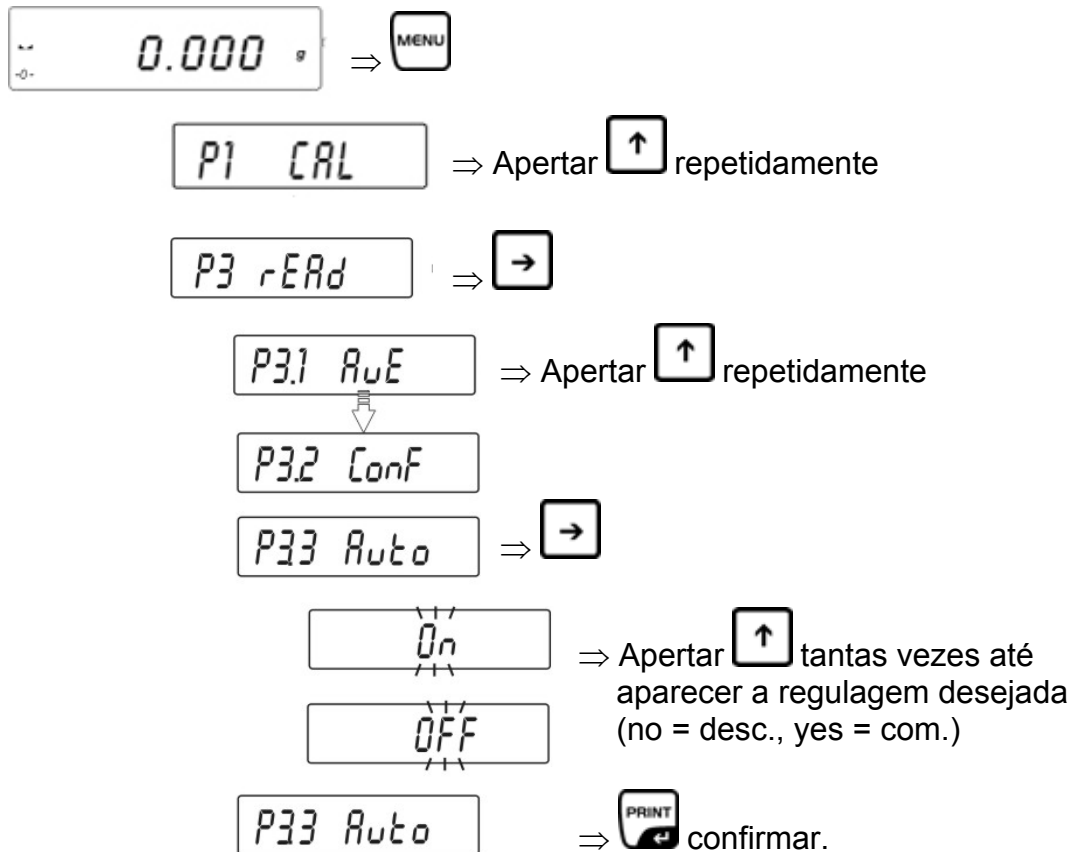 0.000 g ⇒ MENU
-0-
P1 CAL ⇒ Apertar ↑ repetidamente
P3 rEAd ⇒ →
P3.1 AvE ⇒ Apertar ↑ repetidamente
P3.2 ConF
P3.3 Auto ⇒ →
On ⇒ Apertar ↑ tantas vezes até
aparecer a regulagem desejada
OFF (no = desc., yes = com.)
P3.3 Auto ⇒ PRINT ↵ confirmar.